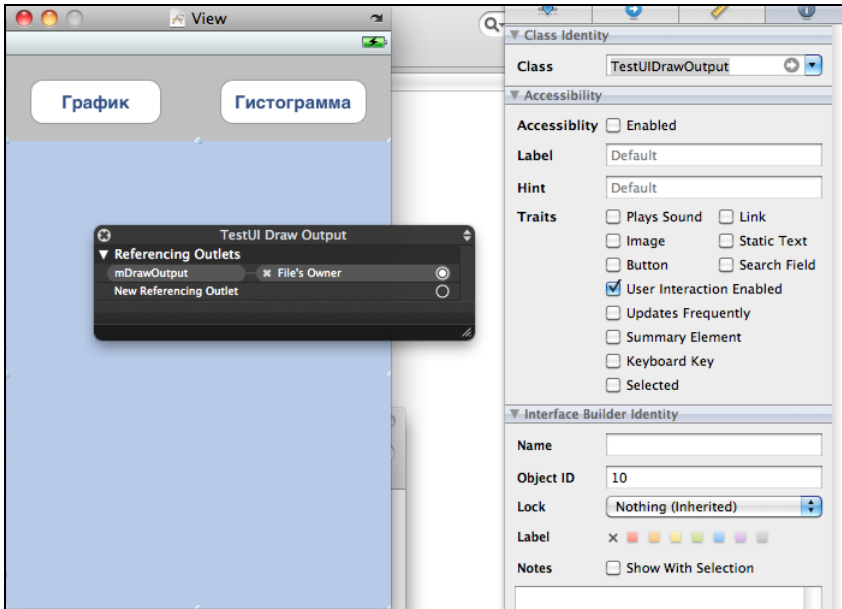 View
График
Гистограмма
TestUI Draw Output
Referencing Outlets
mDrawOutput
File's Owner
New Referencing Outlet
Class Identity
Class
TestUIDrawOutput
Accessibility
Accessiblity
Enabled
Label
Default
Hint
Default
Traits
Plays Sound
Link
Image
Static Text
Button
Search Field
User Interaction Enabled
Updates Frequently
Summary Element
Keyboard Key
Selected
Interface Builder Identity
Name
Object ID
10
Lock
Nothing (Inherited)
Label
Notes
Show With Selection